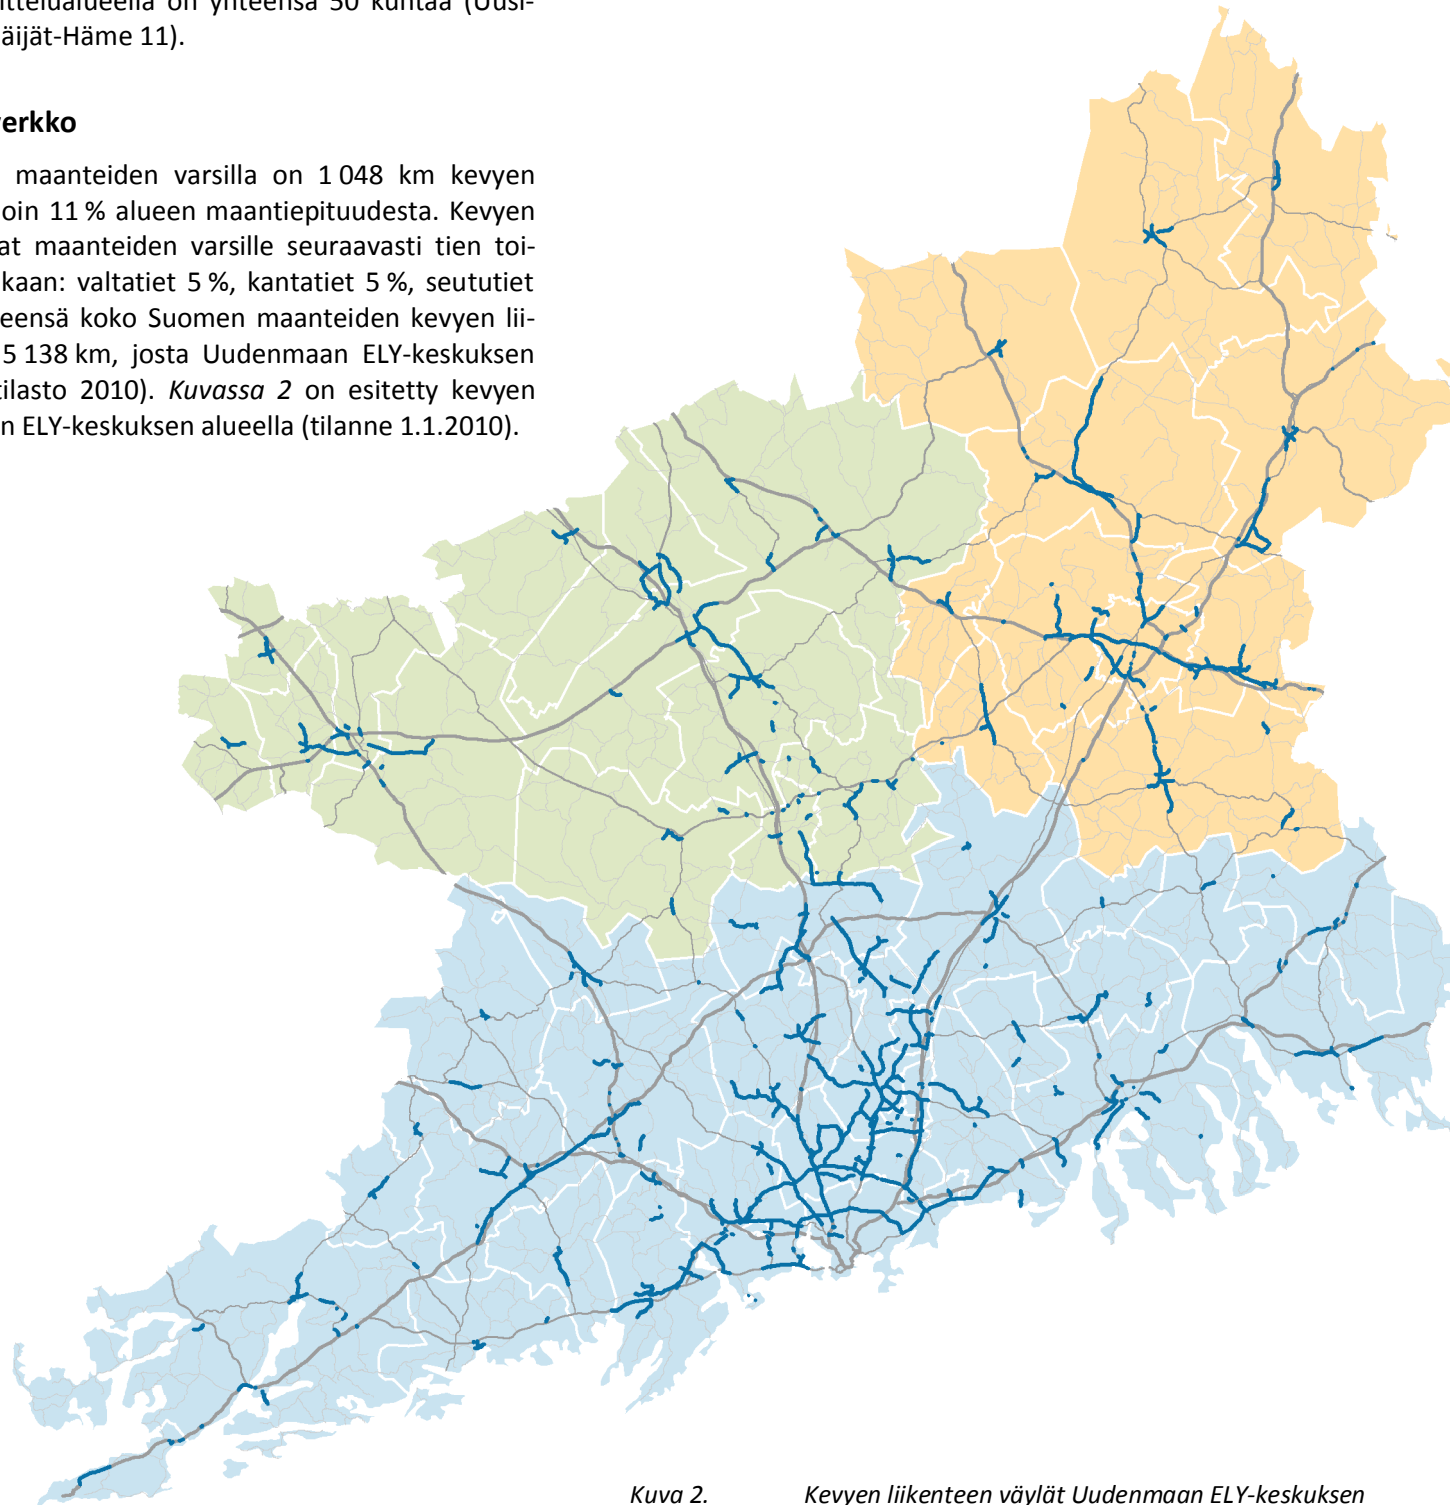 yhteensä 50 kuntaa (Uusi-
äijät-Häme 11).
verkko
maanteiden varsilla on 1 048 km kevyen
oin 11 % alueen maantiepituudesta. Kevyen
at maanteiden varsille seuraavasti tien toi-
kaan: valtatiet 5 %, kantatiet 5 %, seututiet
eensä koko Suomen maanteiden kevyen lii-
5 138 km, josta Uudenmaan ELY-keskuksen
tilasto 2010). Kuvassa 2 on esitetty kevyen
n ELY-keskuksen alueella (tilanne 1.1.2010).
Kuva 2. Kevyen liikenteen väylät Uudenmaan ELY-keskuksen